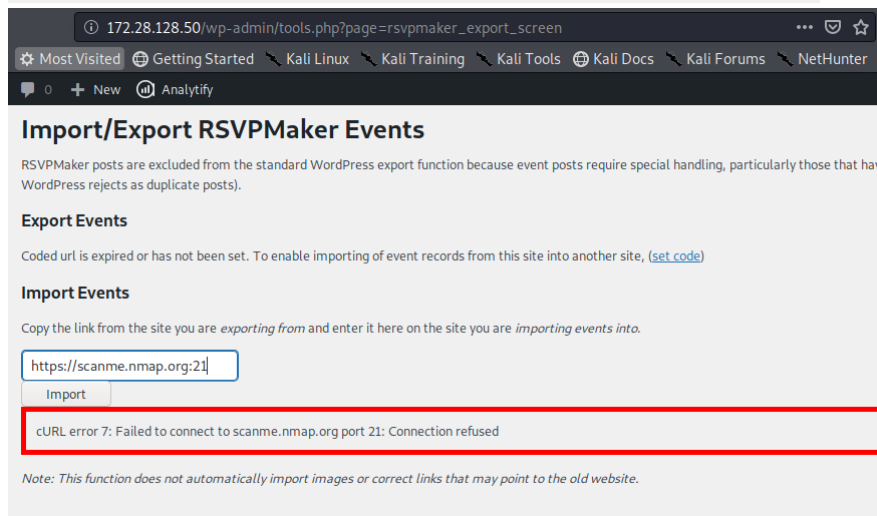 172.28.128.50/wp-admin/tools.php?page=rsvpmaker_export_screen
Most Visited Getting Started Kali Linux Kali Training Kali Tools Kali Docs Kali Forums NetHunter
0 + New Analytify
Import/Export RSVPMaker Events
RSVPMaker posts are excluded from the standard WordPress export function because event posts require special handling, particularly those that
WordPress rejects as duplicate posts).
Export Events
Coded url is expired or has not been set. To enable importing of event records from this site into another site, (set code)
Import Events
Copy the link from the site you are exporting from and enter it here on the site you are importing events into.
https://scanme.nmap.org:21
Import
cURL error 7: Failed to connect to scanme.nmap.org port 21: Connection refused
Note: This function does not automatically import images or correct links that may point to the old website.